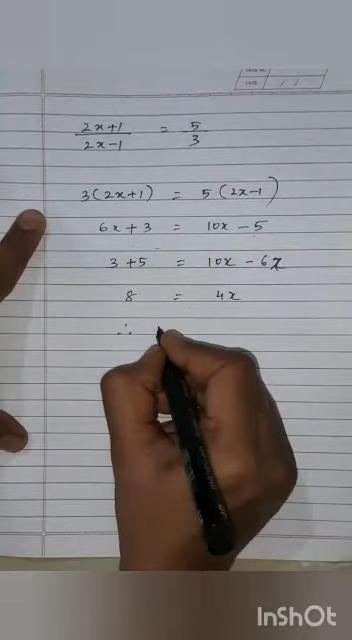 DATE
2x+1 / 2x-1 = 5/3
3(2x+1) = 5(2x-1)
6x+3 = 10x-5
3+5 = 10x-6x
8 = 4x
∴
InShOt